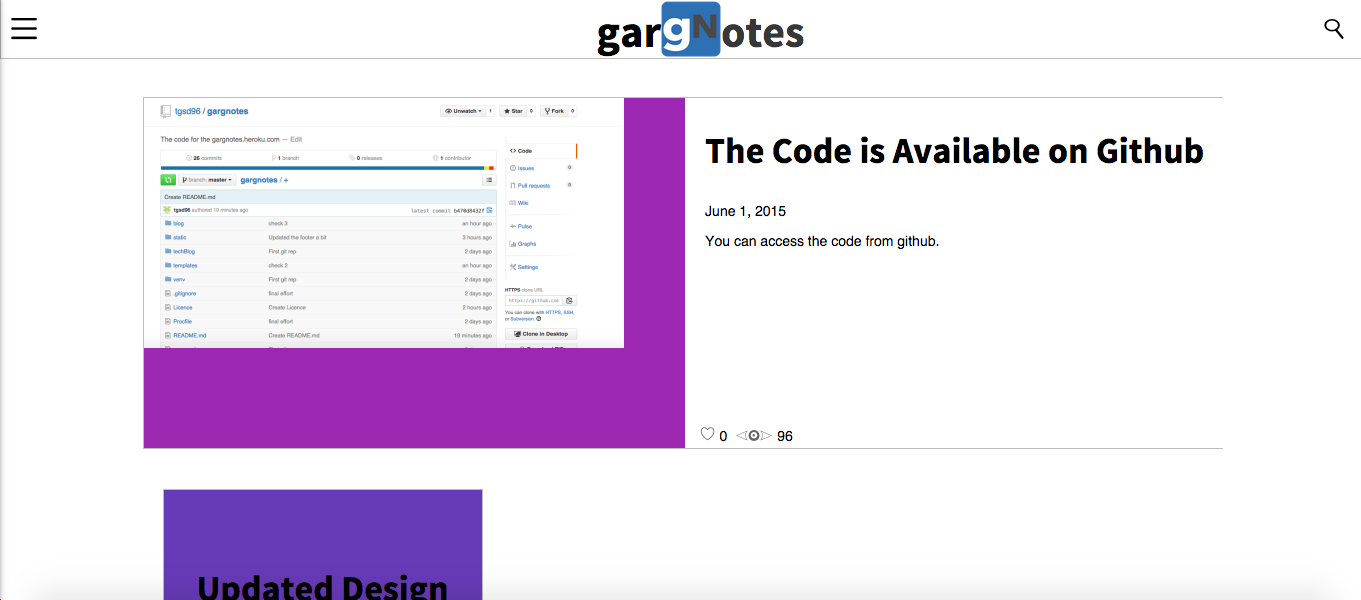 gargNotes
tgsd96 / gargnotes
Unwatch 1 Star 0 Fork 0
The code for the gargnotes.heroku.com — Edit
26 commits 1 branch 0 releases 1 contributor
branch: master gargnotes / +
Create README.md
tgsd96 authored 19 minutes ago latest commit b470d8432f
blog check 3 an hour ago
static Updated the footer a bit 3 hours ago
techBlog First git rep 2 days ago
templates check 2 an hour ago
venv First git rep 2 days ago
.gitignore final effort 2 days ago
Licence Create Licence 2 hours ago
Procfile final effort 2 days ago
README.md Create README.md 19 minutes ago
Code
Issues 0
Pull requests 0
Wiki
Pulse
Graphs
Settings
HTTPS clone URL
https://github.com
You can clone with HTTPS, SSH,
or Subversion.
Clone in Desktop
The Code is Available on Github
June 1, 2015
You can access the code from github.
0 96
Updated Design